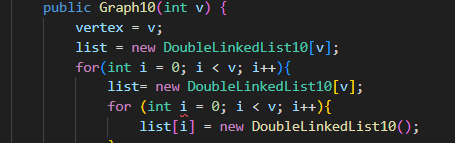 public Graph10(int v) {
vertex = v;
list = new DoubleLinkedList10[v];
for(int i = 0; i < v; i++){
list= new DoubleLinkedList10[v];
for (int i = 0; i < v; i++){
list[i] = new DoubleLinkedList10();